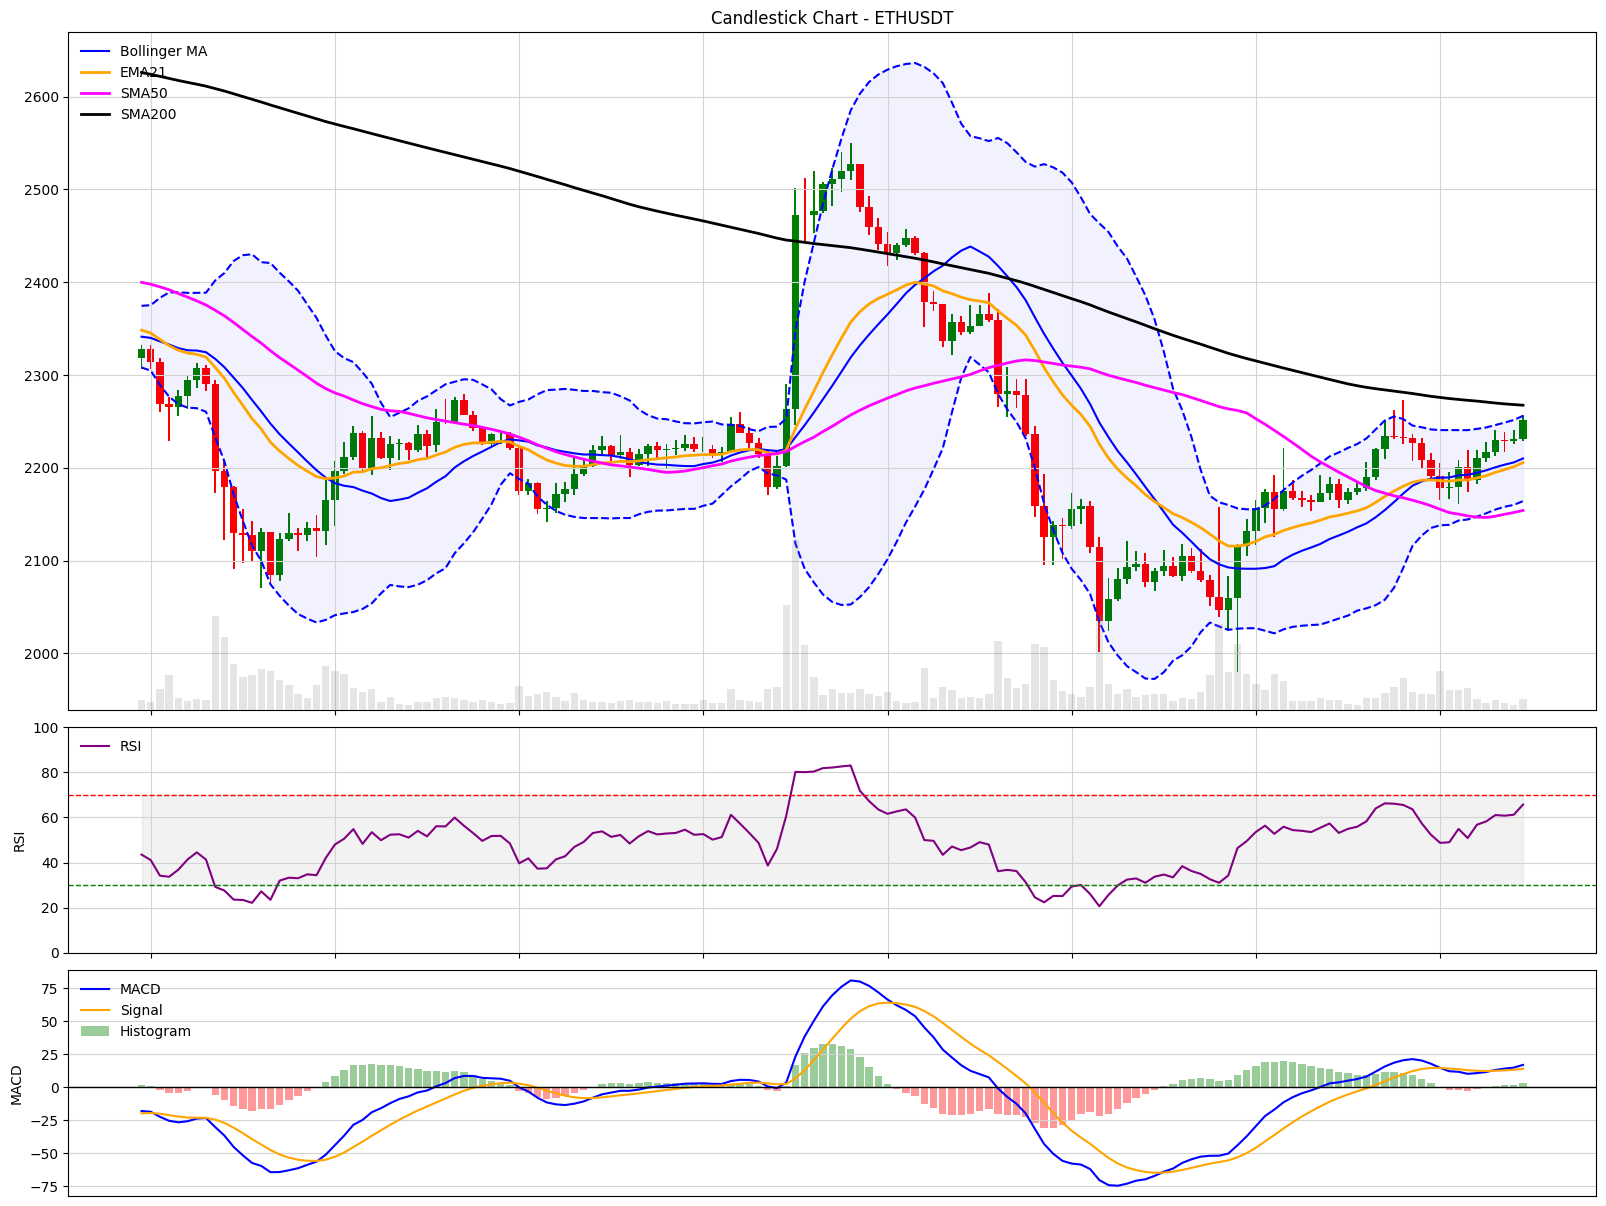 Candlestick Chart - ETHUSDT
Bollinger MA
EMA21
SMA50
SMA200
2600
2500
2400
2300
2200
2100
2000
RSI
RSI
100
80
60
40
20
0
MACD
Signal
Histogram
MACD
75
50
25
0
−25
−50
−75